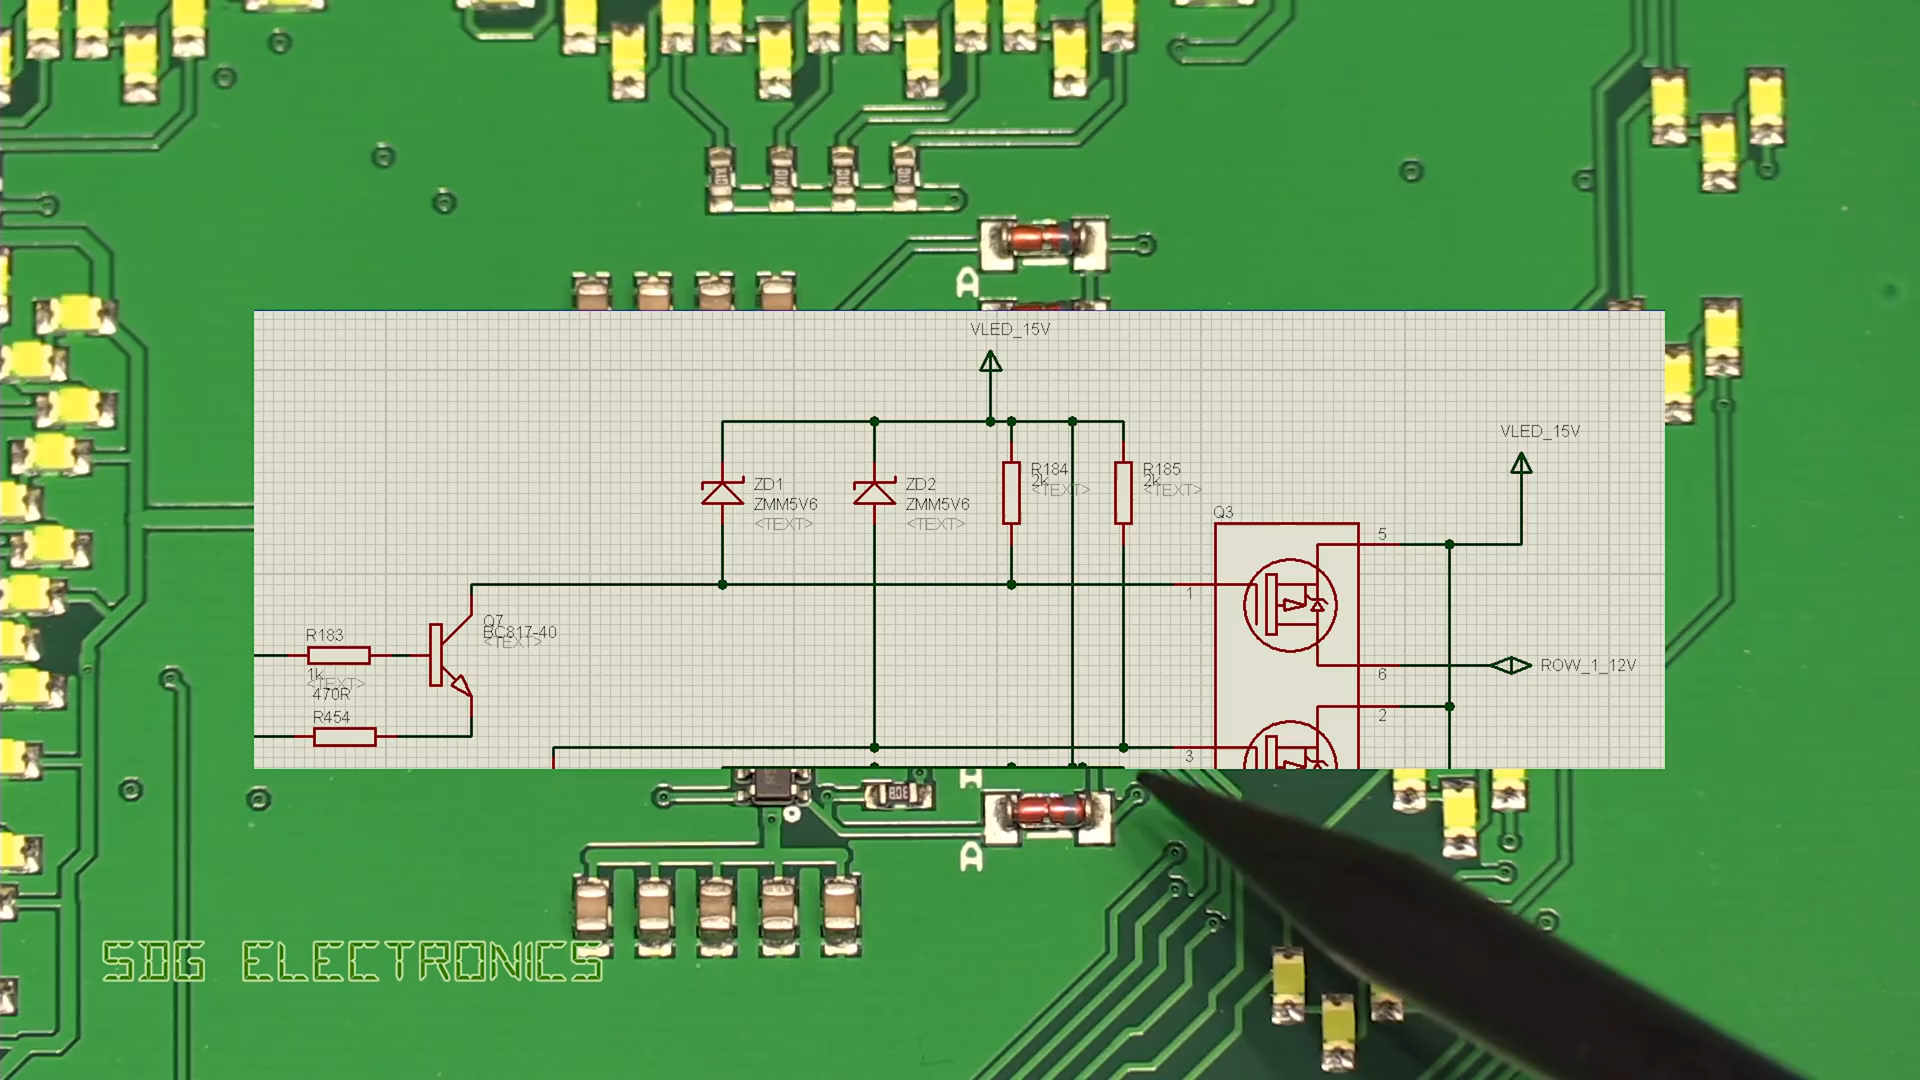 VLED_15V
VLED_15V
R184
2K
<TEXT>
R185
2K
<TEXT>
ZD1
ZMM5V6
<TEXT>
ZD2
ZMM5V6
<TEXT>
Q3
5
1
Q7
BC817-40
<TEXT>
R183
1k
<TEXT>
470R
R454
6
ROW_1_12V
2
3
A
A
A
SDG ELECTRONICS